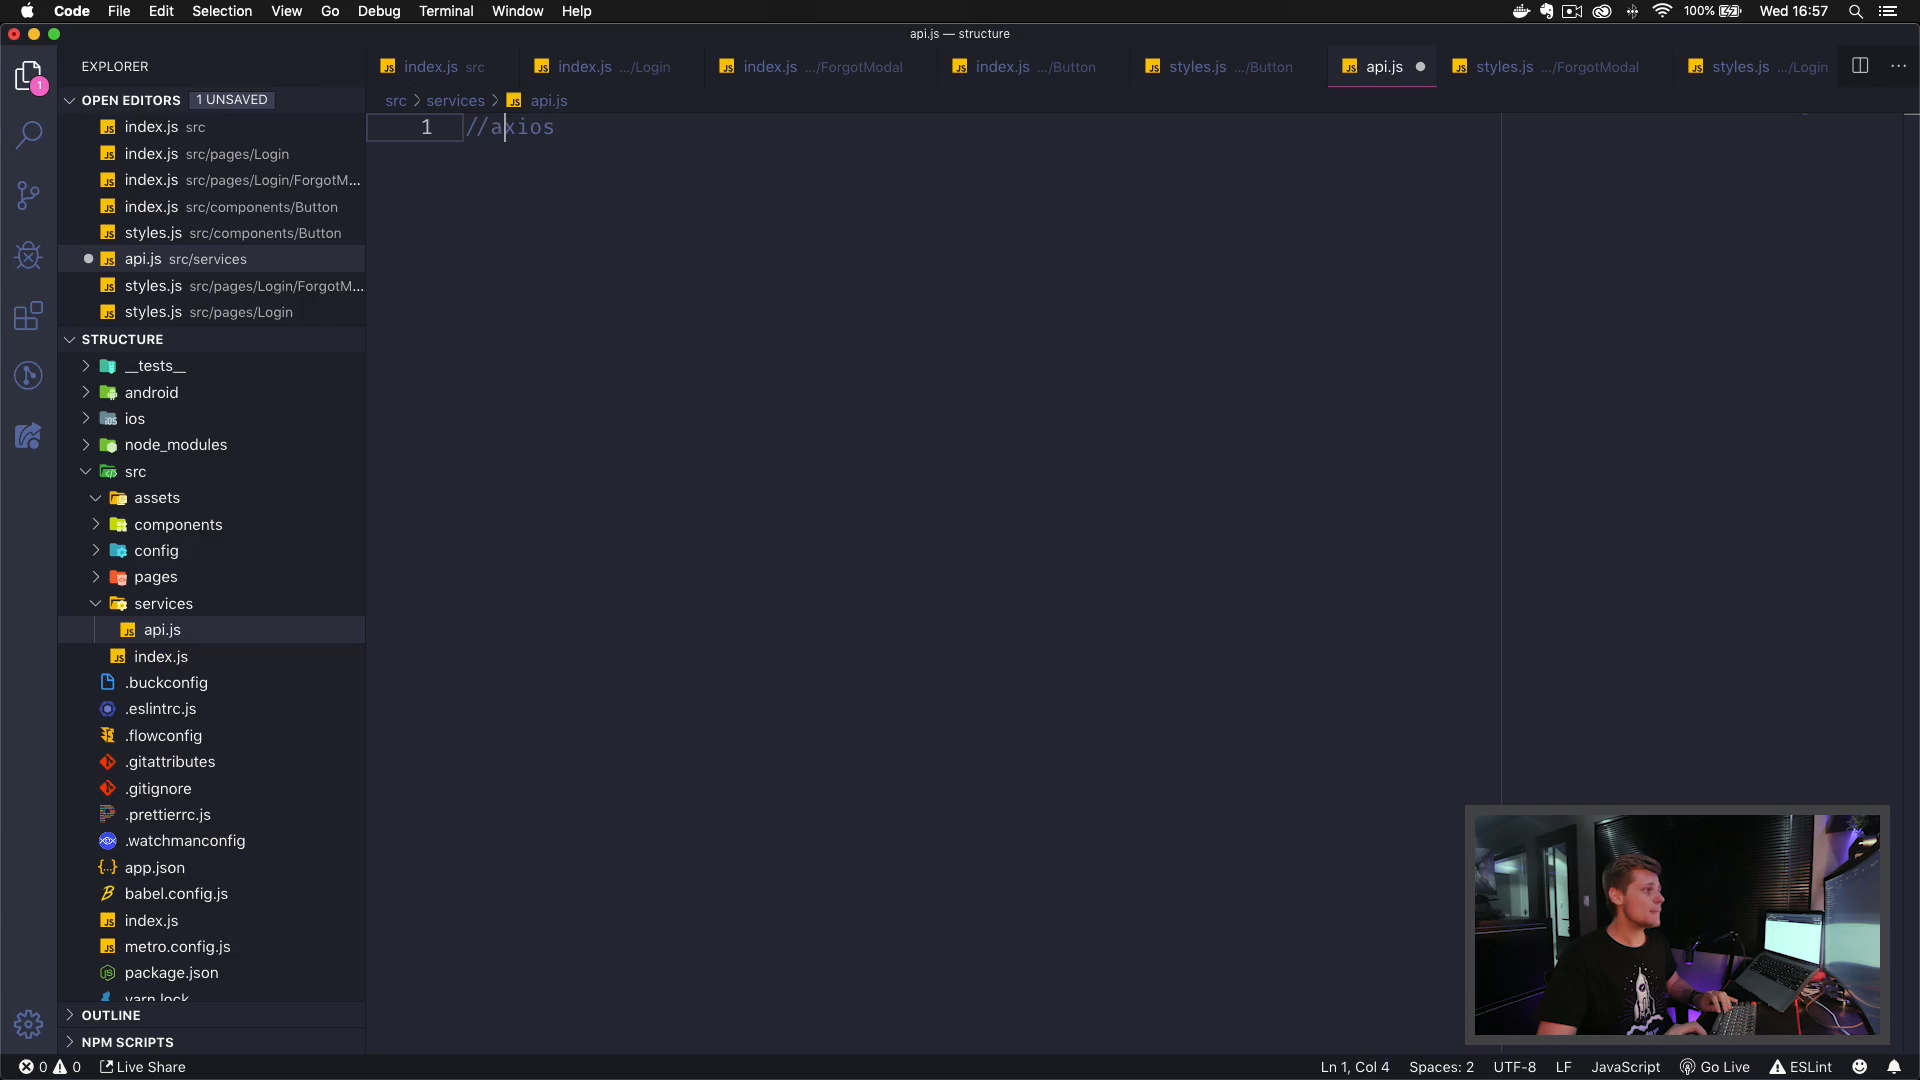 Code File Edit Selection View Go Debug Terminal Window Help 100% Wed 16:57
api.js — structure
EXPLORER
index.js src index.js .../Login index.js .../ForgotModal index.js .../Button styles.js .../Button api.js styles.js .../ForgotModal styles.js .../Login
1
OPEN EDITORS 1 UNSAVED
src services api.js
1 //axios
index.js src
index.js src/pages/Login
index.js src/pages/Login/ForgotM...
index.js src/components/Button
styles.js src/components/Button
api.js src/services
styles.js src/pages/Login/ForgotM...
styles.js src/pages/Login
STRUCTURE
__tests__
android
ios
node_modules
src
assets
components
config
pages
services
api.js
index.js
.buckconfig
.eslintrc.js
.flowconfig
.gitattributes
.gitignore
.prettierrc.js
.watchmanconfig
app.json
babel.config.js
index.js
metro.config.js
package.json
yarn.lock
OUTLINE
NPM SCRIPTS
0 0 Live Share Ln 1, Col 4 Spaces: 2 UTF-8 LF JavaScript Go Live ESLint